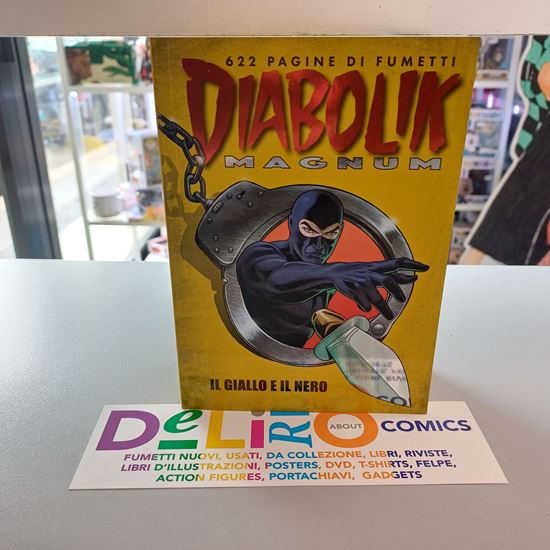 622 PAGINE DI FUMETTI
DIABOLIK
MAGNUM
IL GIALLO E IL NERO
DeLiRiO ABOUT COMICS
FUMETTI NUOVI, USATI, DA COLLEZIONE, LIBRI, RIVISTE,
LIBRI D'ILLUSTRAZIONI, POSTERS, DVD, T-SHIRTS, FELPE,
ACTION FIGURES, PORTACHIAVI, GADGETS